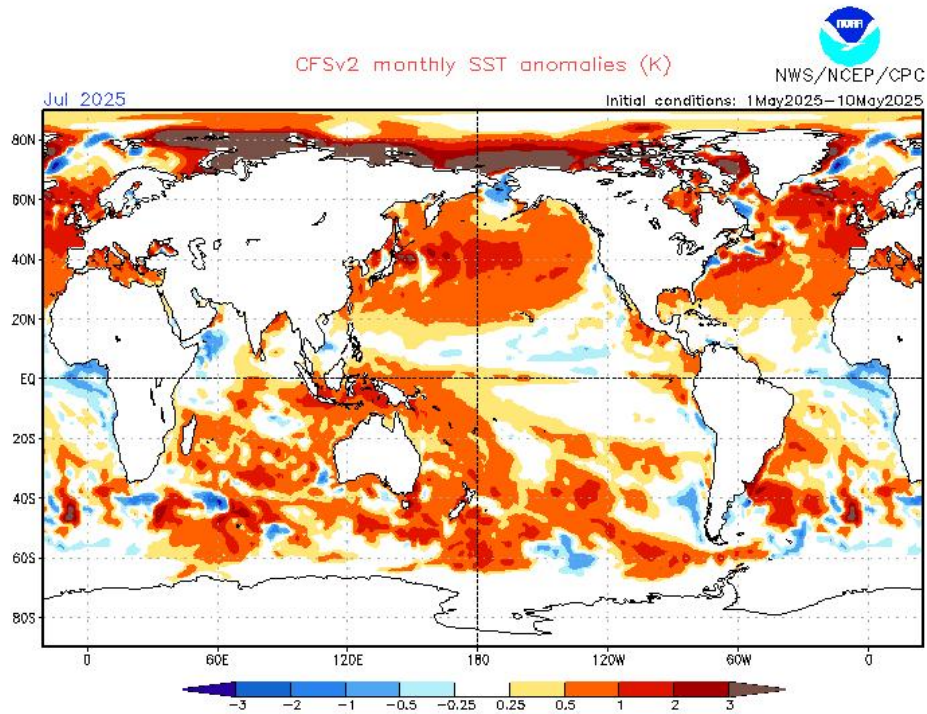 NOAA
CFSv2 monthly SST anomalies (K)
NWS/NCEP/CPC
Jul 2025
Initial conditions: 1May2025-10May2025
80N
60N
40N
20N
EQ
20S
40S
60S
80S
0 60E 120E 180 120W 60W 0
-3 -2 -1 -0.5 -0.25 0.25 0.5 1 2 3